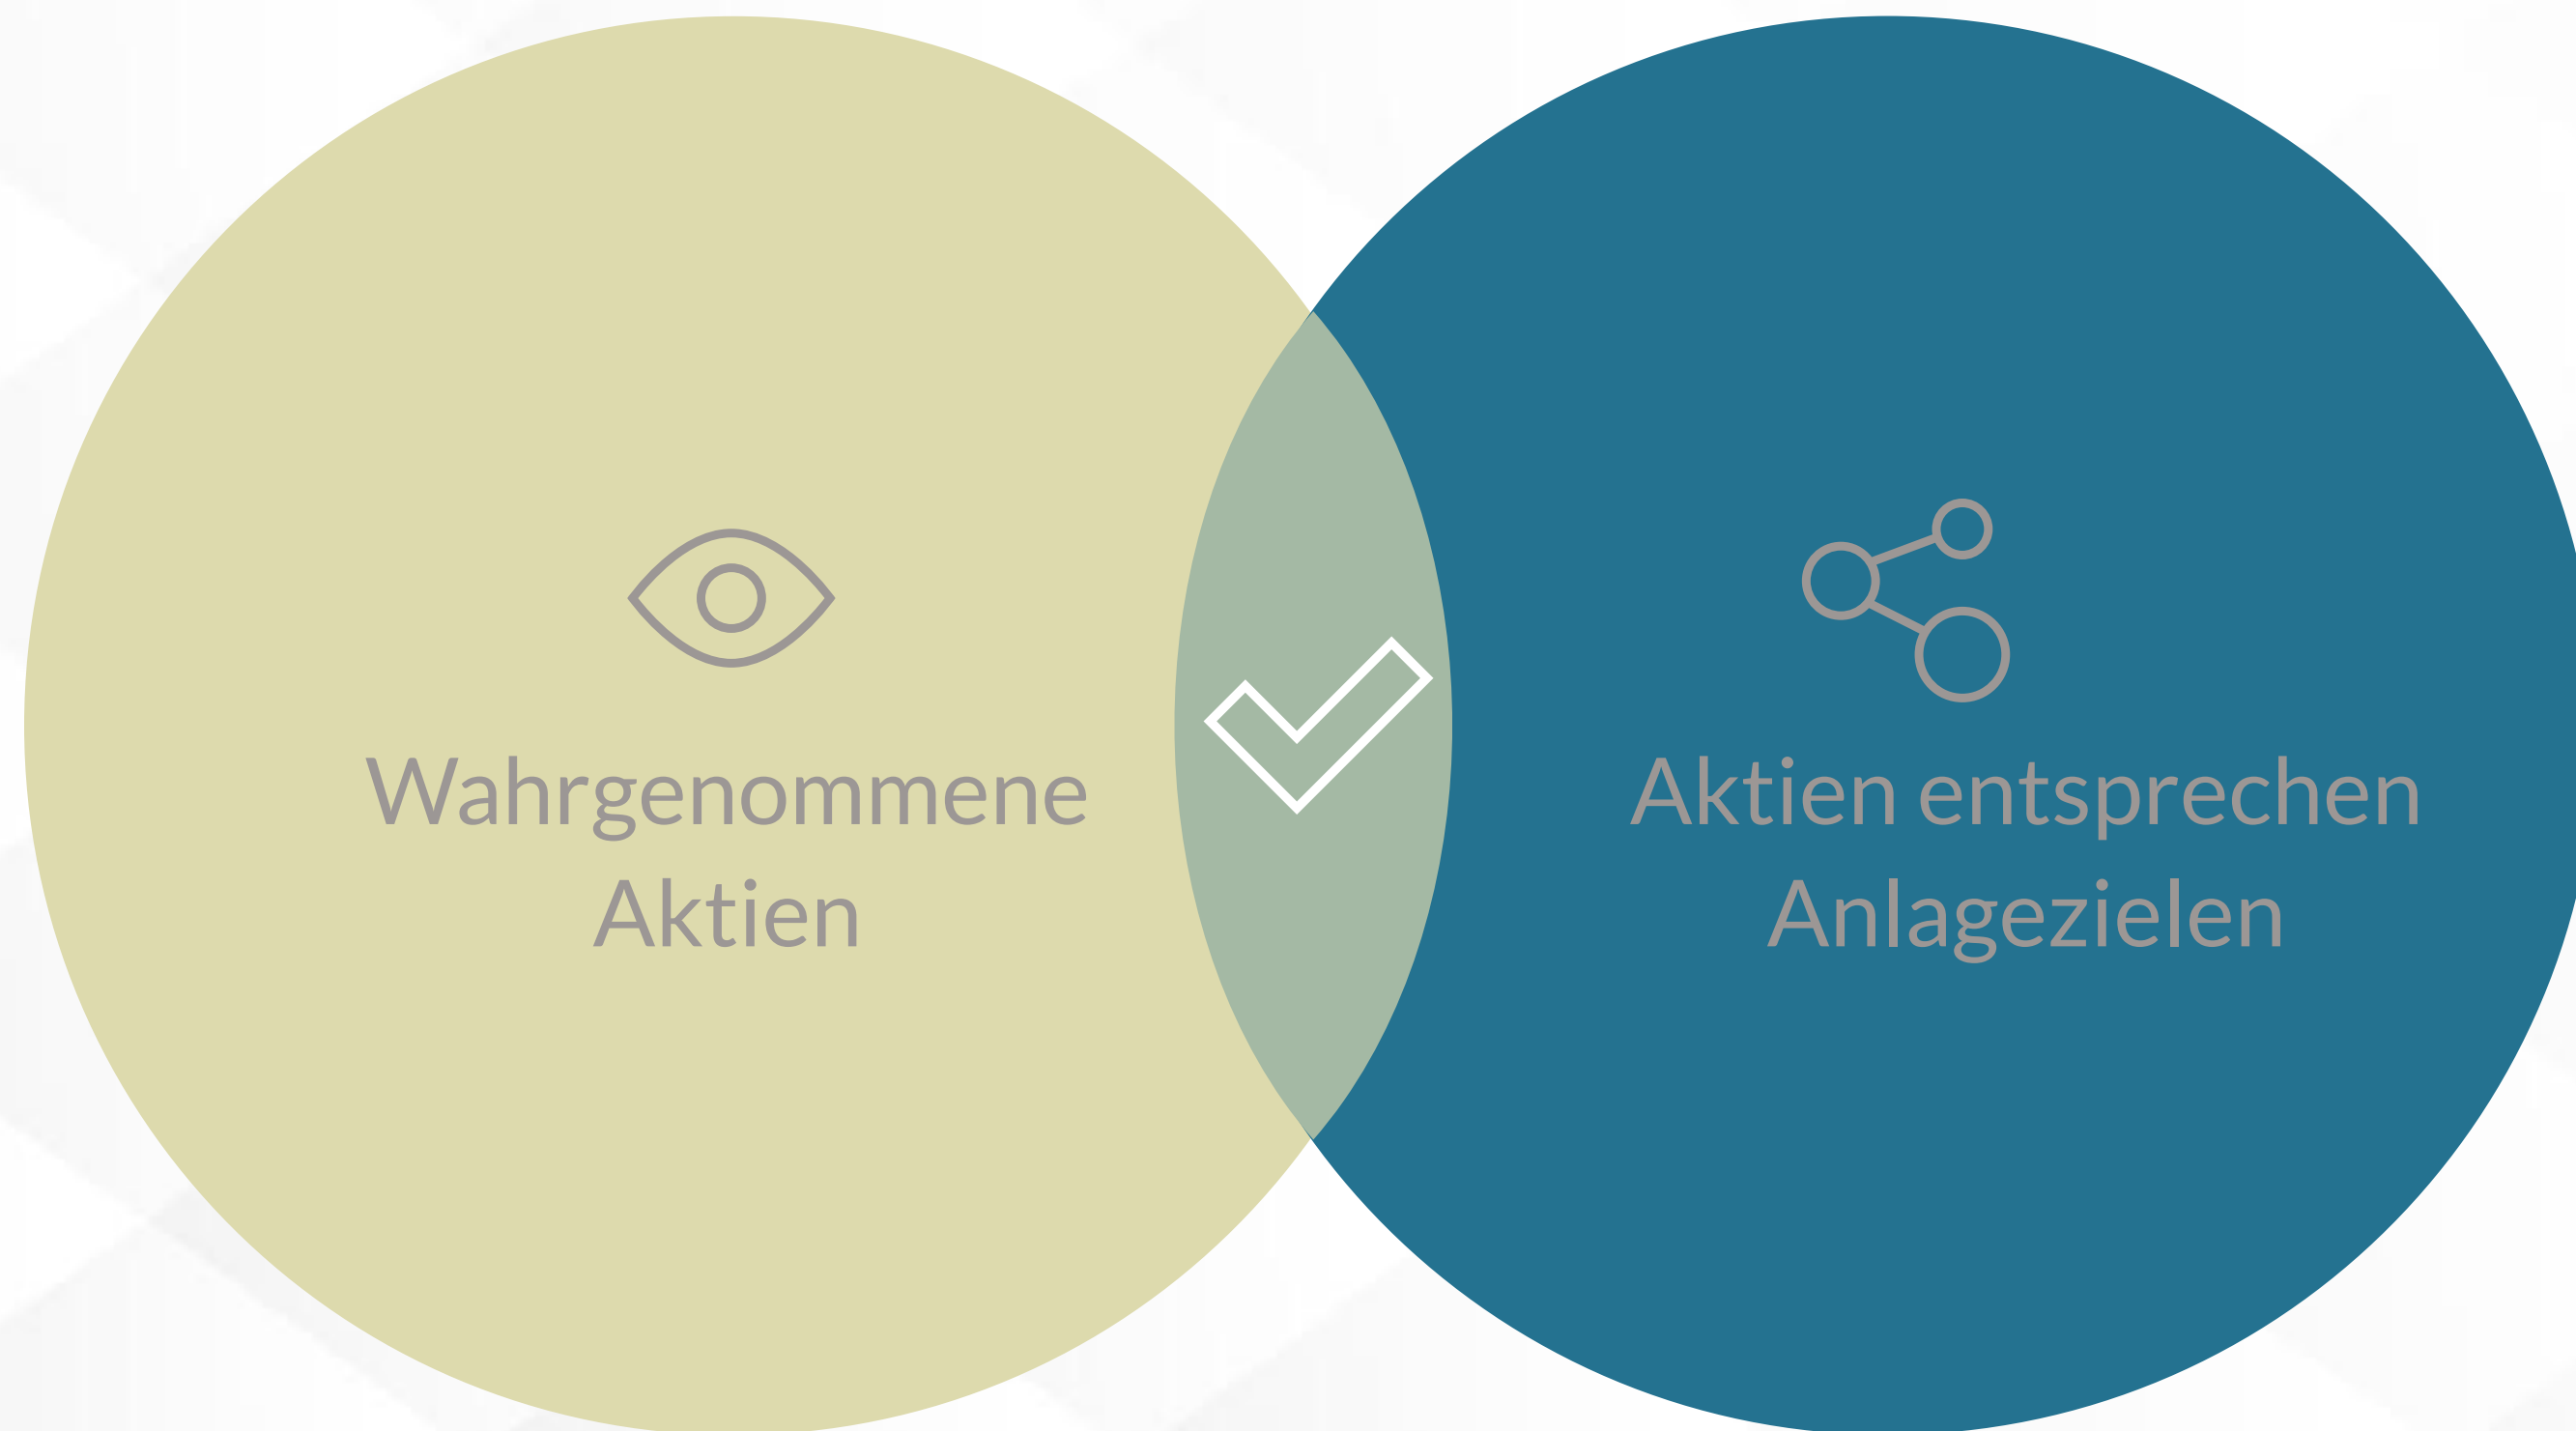 Wahrgenommene
Aktien
Aktien entsprechen
Anlagezielen